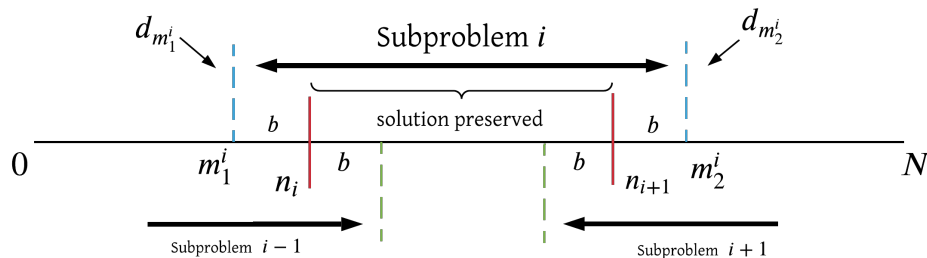 d_{m_1^i}
Subproblem i
d_{m_2^i}
solution preserved
b
b
0
m_1^i
n_i
b
b
n_{i+1}
m_2^i
N
Subproblem i − 1
Subproblem i + 1